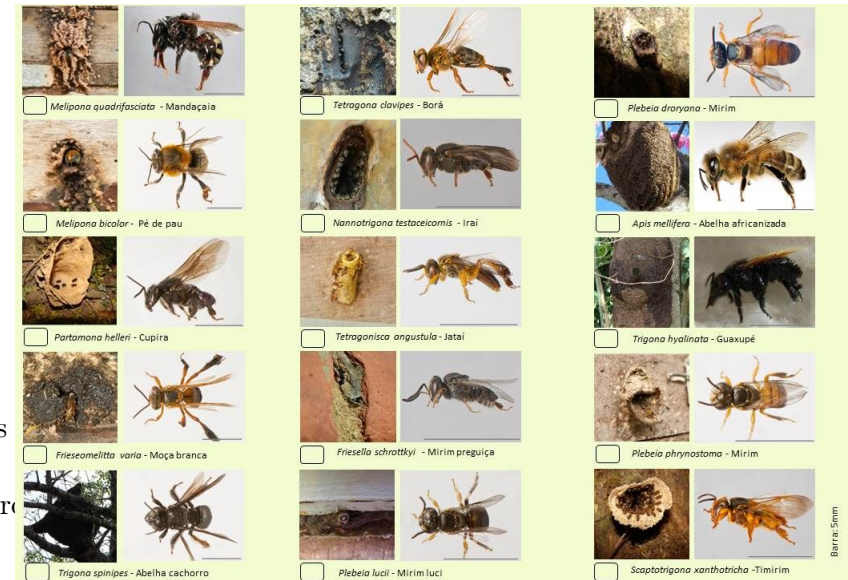 Melipona quadrifasciata - Mandaçaia
Tetragona clavipes - Borá
Plebeia droryana - Mirim
Melipona bicolor - Pé de pau
Nannotrigona testaceicornis - Iraí
Apis mellifera - Abelha africanizada
Partamona helleri - Cupira
Tetragonisca angustula - Jataí
Trigona hyalinata - Guaxupé
s
Frieseomelitta varia - Moça branca
Friesella schrottkyi - Mirim preguiça
Plebeia phrynostoma - Mirim
Trigona spinipes - Abelha cachorro
Plebeia lucii - Mirim luci
Scaptotrigona xanthotricha -Timirim
Barra: 5mm